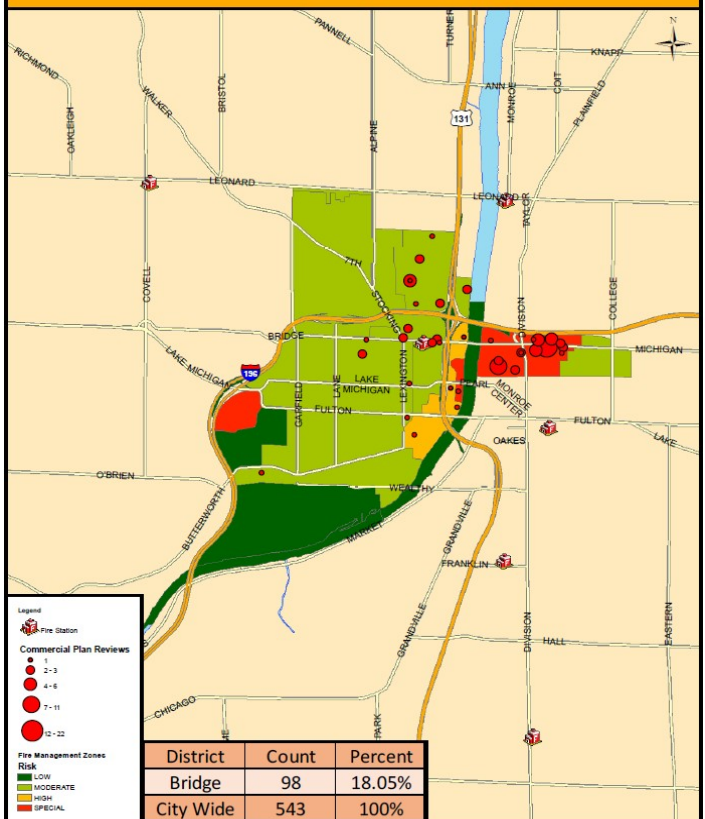 N
PANNELL
TURNER
RICHMOND
OAKLEIGH
WALKER
BRISTOL
ALPINE
KNAPP
ANN
MONROE
COIT
PLAINFIELD
131
LEONARD
LEONARD
TAYLOR
7TH
COVELL
STOCKING
COLLEGE
DIVISION
BRIDGE
MICHIGAN
LAKE MICHIGAN
196
GARFIELD
LANE
LAKE
MICHIGAN
LEXINGTON
PEARL
MONROE
CENTER
FULTON
FULTON
LAKE
OAKES
O'BRIEN
BUTTERWORTH
WEALTHY
MARKET
GRANDVILLE
FRANKLIN
GRANDVILLE
DIVISION
HALL
EASTERN
CHICAGO
PARK
Legend
Fire Station
Commercial Plan Reviews
1
2 - 3
4 - 6
7 - 11
12 - 22
Fire Management Zones
Risk
LOW
MODERATE
HIGH
SPECIAL
District Count Percent
Bridge 98 18.05%
City Wide 543 100%